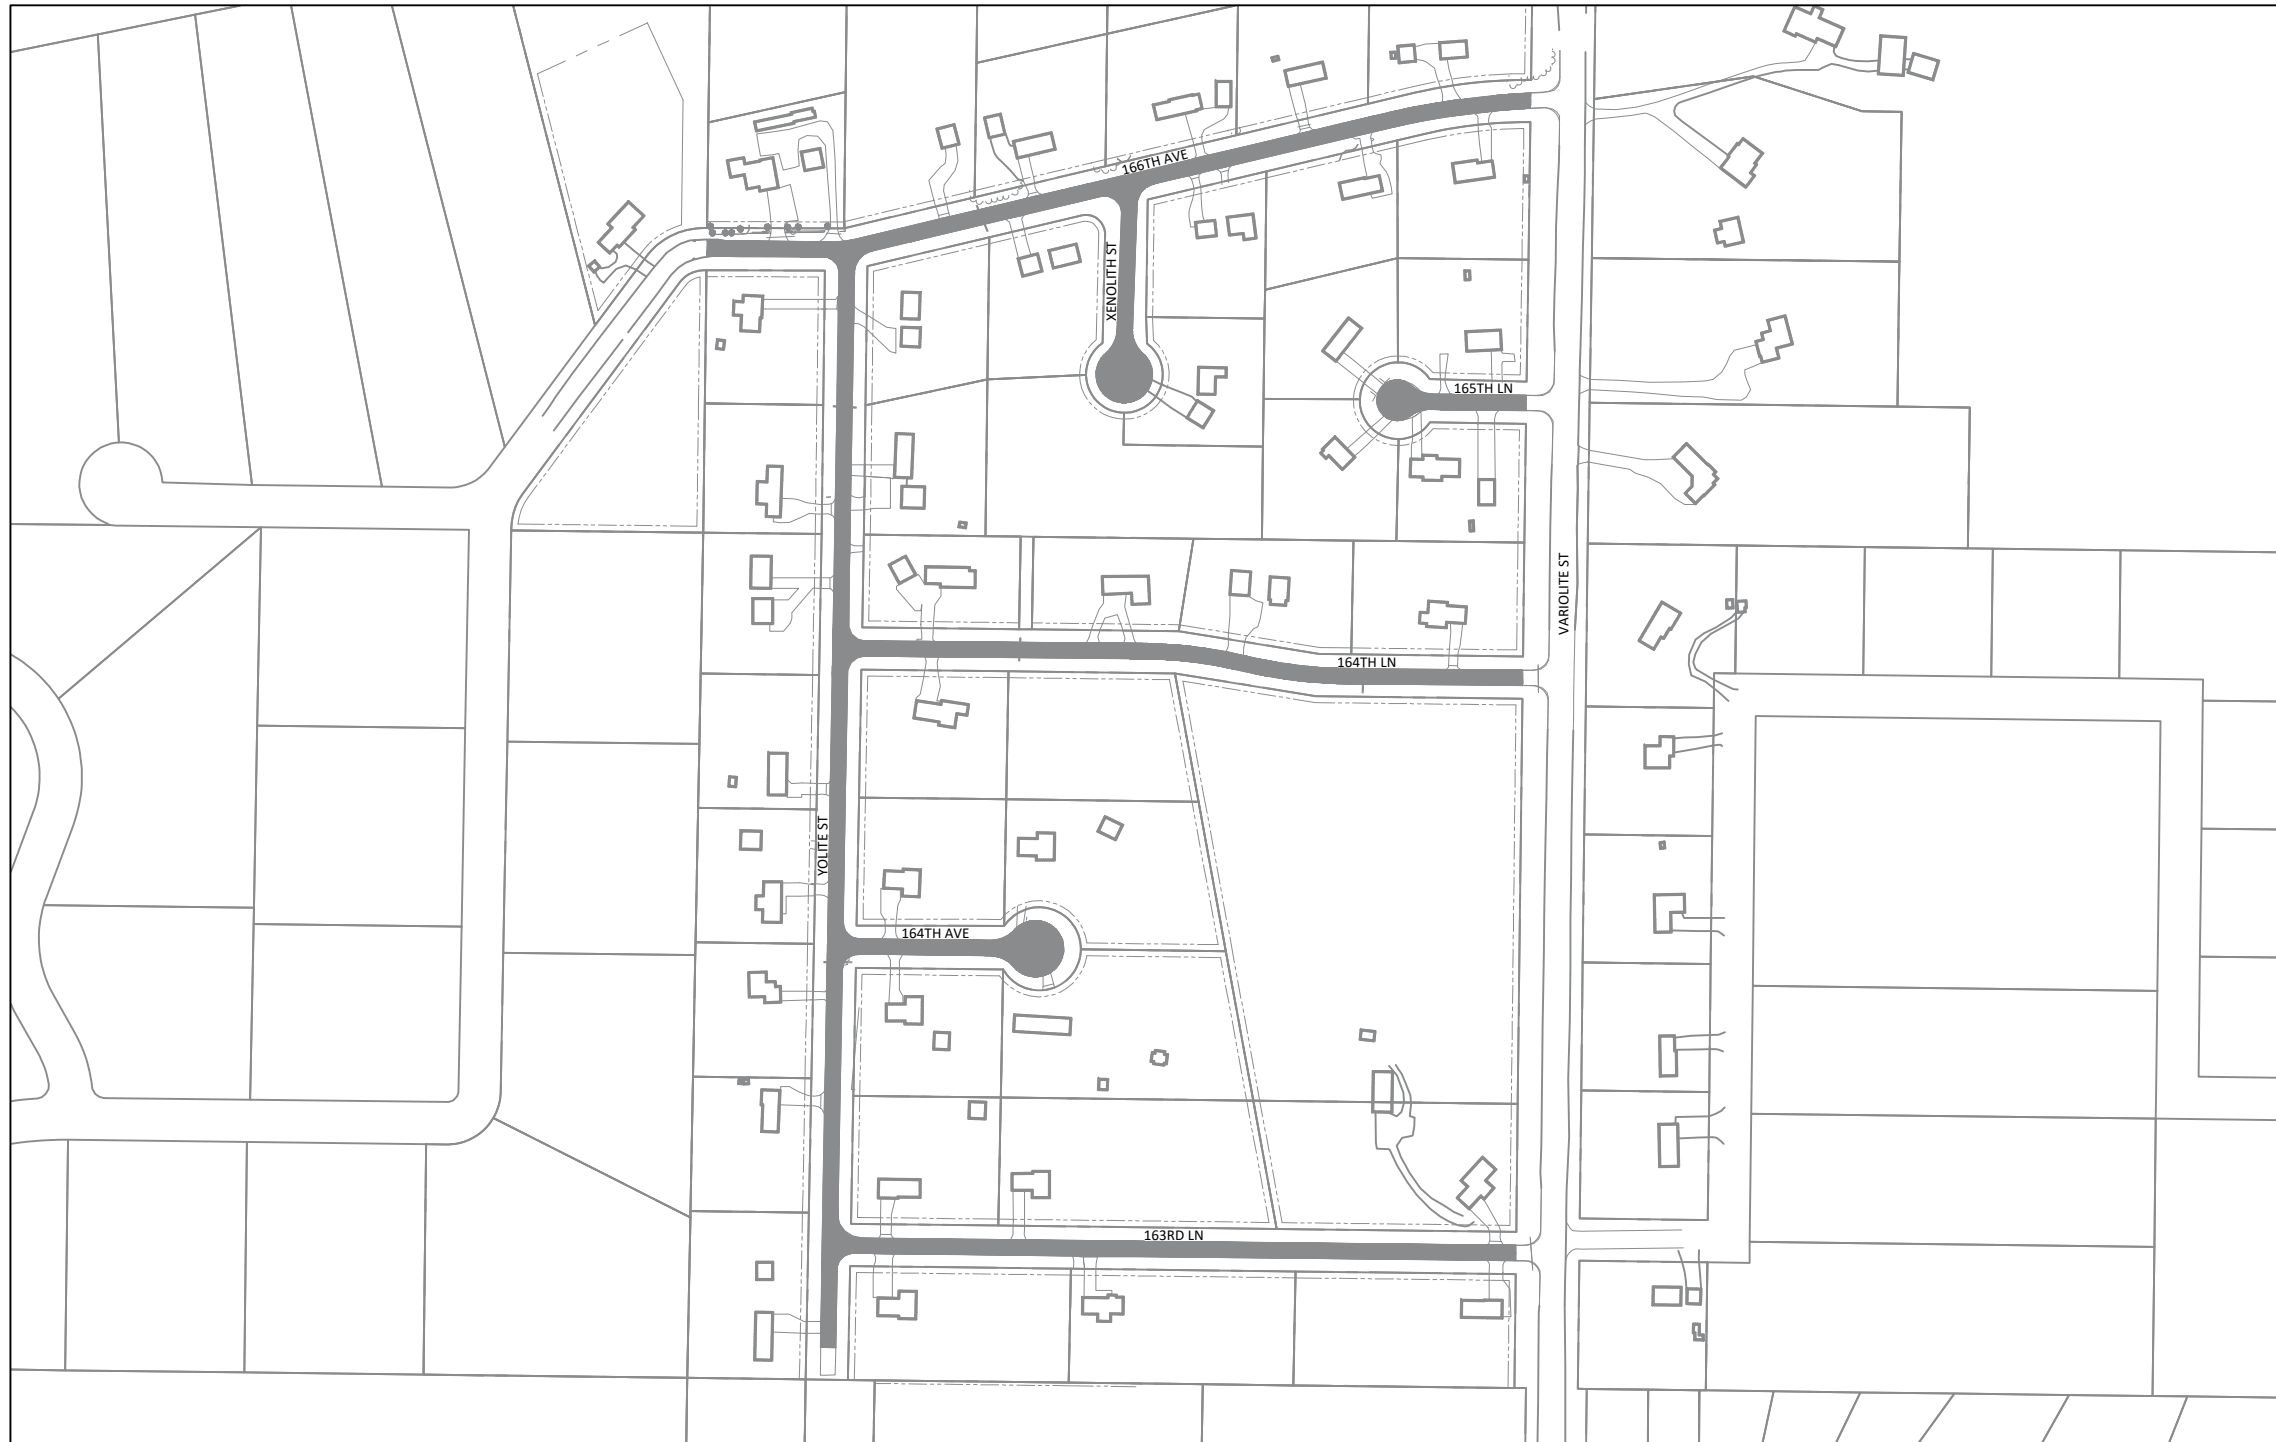 166TH AVE
XENOLITH ST
165TH LN
VARIOLITE ST
164TH LN
YOLITE ST
164TH AVE
163RD LN